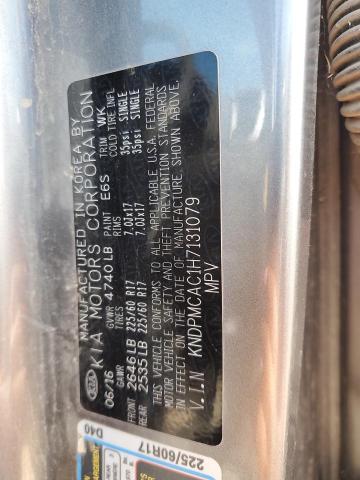 MANUFACTURED IN KOREA BY
KIA KIA MOTORS CORPORATION
06/16 GVWR 4740LB PAINT E6S TRIM WK
GAWR TIRES RIMS COLD TIRE INFL
FRONT 2646LB 225/60 R17 7.0Jx17 35psi SINGLE
REAR 2535LB 225/60 R17 7.0Jx17 35psi SINGLE
THIS VEHICLE CONFORMS TO ALL APPLICABLE U.S.A. FEDERAL
MOTOR VEHICLE SAFETY AND THEFT PREVENTION STANDARDS
IN EFFECT ON THE DATE OF MANUFACTURE SHOWN ABOVE.
V.I.N KNDPMCAC1H7131079
MPV
D40
225/60R17